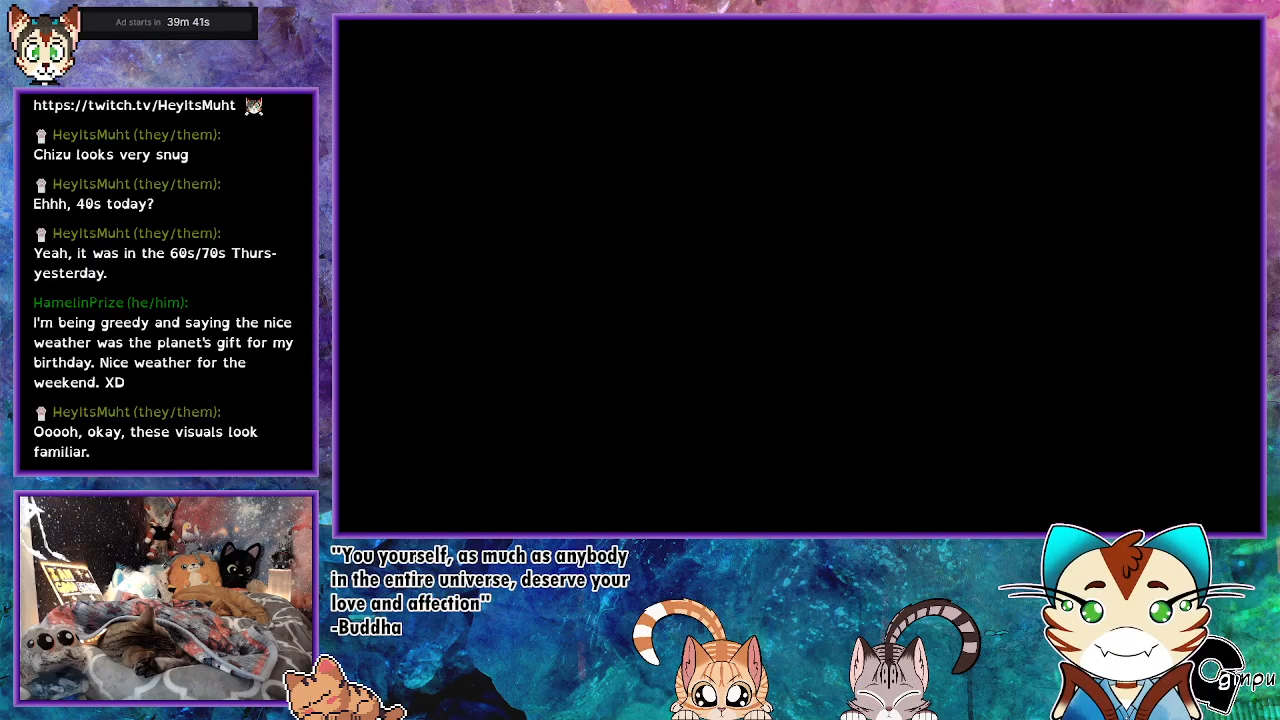 Ad starts in 39m 41s
https://twitch.tv/HeyItsMuht
HeyItsMuht (they/them):
Chizu looks very snug
HeyItsMuht (they/them):
Ehhh, 40s today?
HeyItsMuht (they/them):
Yeah, it was in the 60s/70s Thurs-
yesterday.
HamelinPrize (he/him):
I'm being greedy and saying the nice
weather was the planet's gift for my
birthday. Nice weather for the
weekend. XD
HeyItsMuht (they/them):
Ooooh, okay, these visuals look
familiar.
"You yourself, as much as anybody
in the entire universe, deserve your
love and affection"
-Buddha